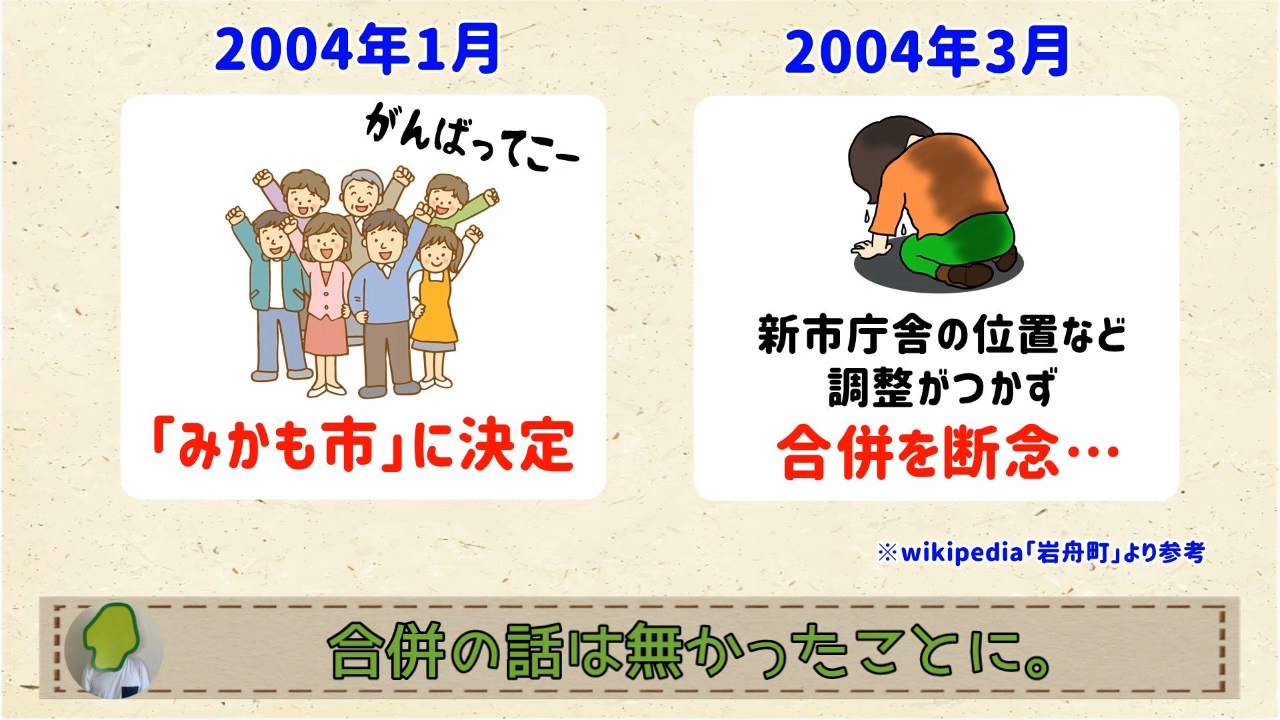 2004年1月
がんばってこー
「みかも市」に決定
2004年3月
新市庁舎の位置など
調整がつかず
合併を断念…
※wikipedia「岩舟町」より参考
合併の話は無かったことに。